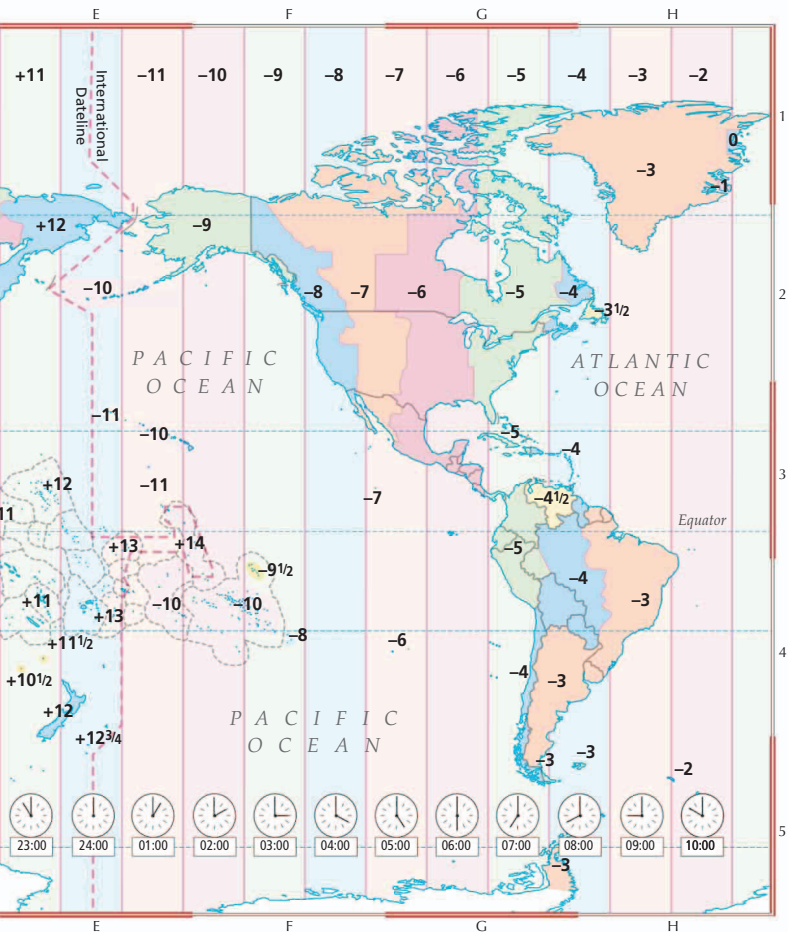 E F G H
+11 −11 −10 −9 −8 −7 −6 −5 −4 −3 −2
International
Dateline
1
0
−3
−1
+12 −9
−10 −8 −7 −6 −5 −4 2
−3½
PACIFIC
OCEAN
ATLANTIC
OCEAN
−11
−10 −5
−4
3
+12 −11 −7 −4½
11
Equator
+13 +14 −5
−9½ −4
+11 −10 −10 −3
+13
+11½ −8 −6 4
+10½ −4 −3
+12
PACIFIC
OCEAN
+12¾
−3 −3
−2
5
23:00 24:00 01:00 02:00 03:00 04:00 05:00 06:00 07:00 08:00 09:00 10:00
−3
E F G H